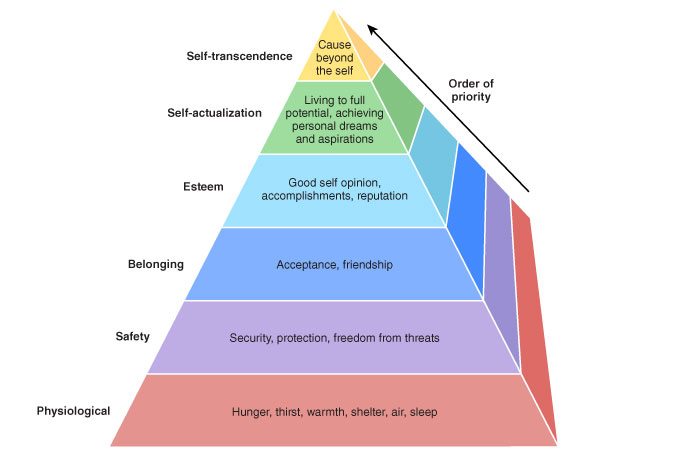 Self-transcendence
Cause
beyond
the self
Order of
priority
Self-actualization
Living to full
potential, achieving
personal dreams
and aspirations
Esteem
Good self opinion,
accomplishments, reputation
Belonging
Acceptance, friendship
Safety
Security, protection, freedom from threats
Physiological
Hunger, thirst, warmth, shelter, air, sleep